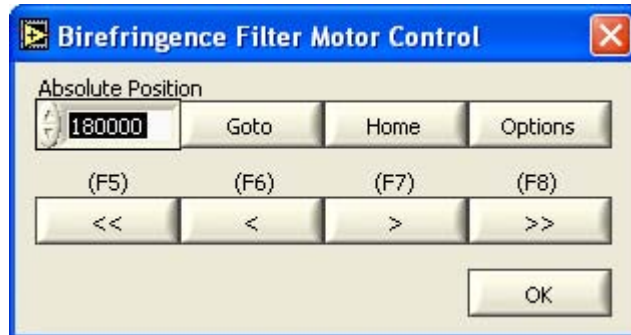 Birefringence Filter Motor Control
Absolute Position
180000 Goto Home Options
(F5) (F6) (F7) (F8)
<< < > >>
OK